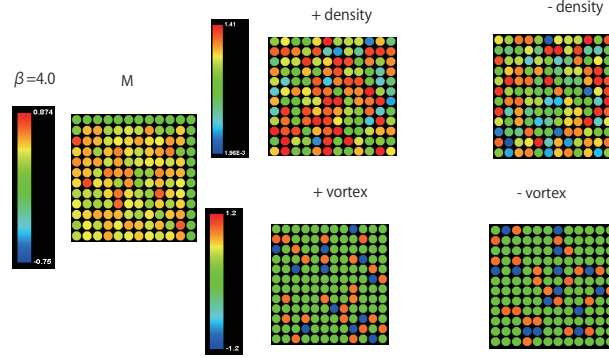 + density
- density
1.41
β=4.0
M
0.874
1.96E-3
+ vortex
- vortex
1.2
-0.75
-1.2